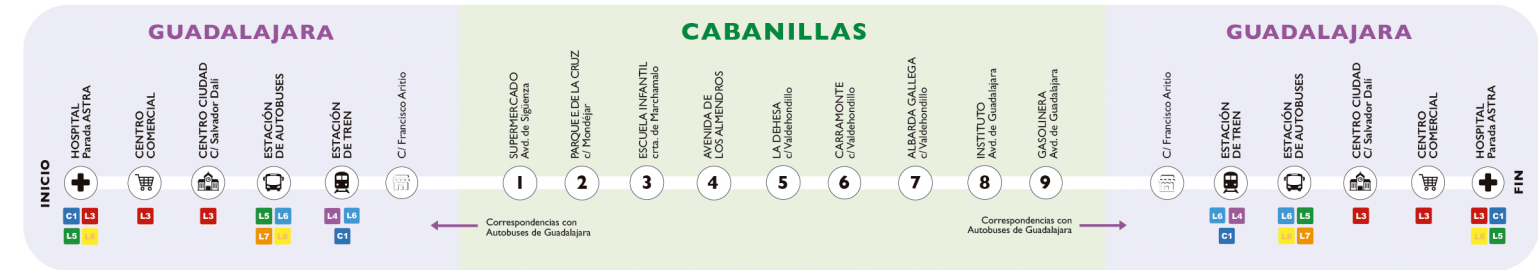 GUADALAJARA
CABANILLAS
GUADALAJARA
INICIO
HOSPITAL
Parada ASTRA
CENTRO
COMERCIAL
CENTRO CIUDAD
C/ Salvador Dalí
ESTACIÓN
DE AUTOBUSES
ESTACIÓN
DE TREN
C/ Francisco Aritio
SUPERMERCADO
Avd. de Sigüenza
PARQUE E.DE LA CRUZ
c/ Mondéjar
ESCUELA INFANTIL
crta. de Marchamalo
AVENIDA DE
LOS ALMENDROS
LA DEHESA
c/Valdehondillo
CARRAMONTE
c/Valdehondillo
ALBARDA GALLEGA
c/Valdehondillo
INSTITUTO
Avd. de Guadalajara
GASOLINERA
Avd. de Guadalajara
C/ Francisco Aritio
ESTACIÓN
DE TREN
ESTACIÓN
DE AUTOBUSES
CENTRO CIUDAD
C/ Salvador Dalí
CENTRO
COMERCIAL
HOSPITAL
Parada ASTRA
FIN
1 2 3 4 5 6 7 8 9
C1 L3
L5 L8
L3
L3
L5 L6
L7 L8
L4 L6
C1
Correspondencias con
Autobuses de Guadalajara
Correspondencias con
Autobuses de Guadalajara
L6 L4
C1
L6 L5
L8 L7
L3
L3
L3 C1
L8 L5